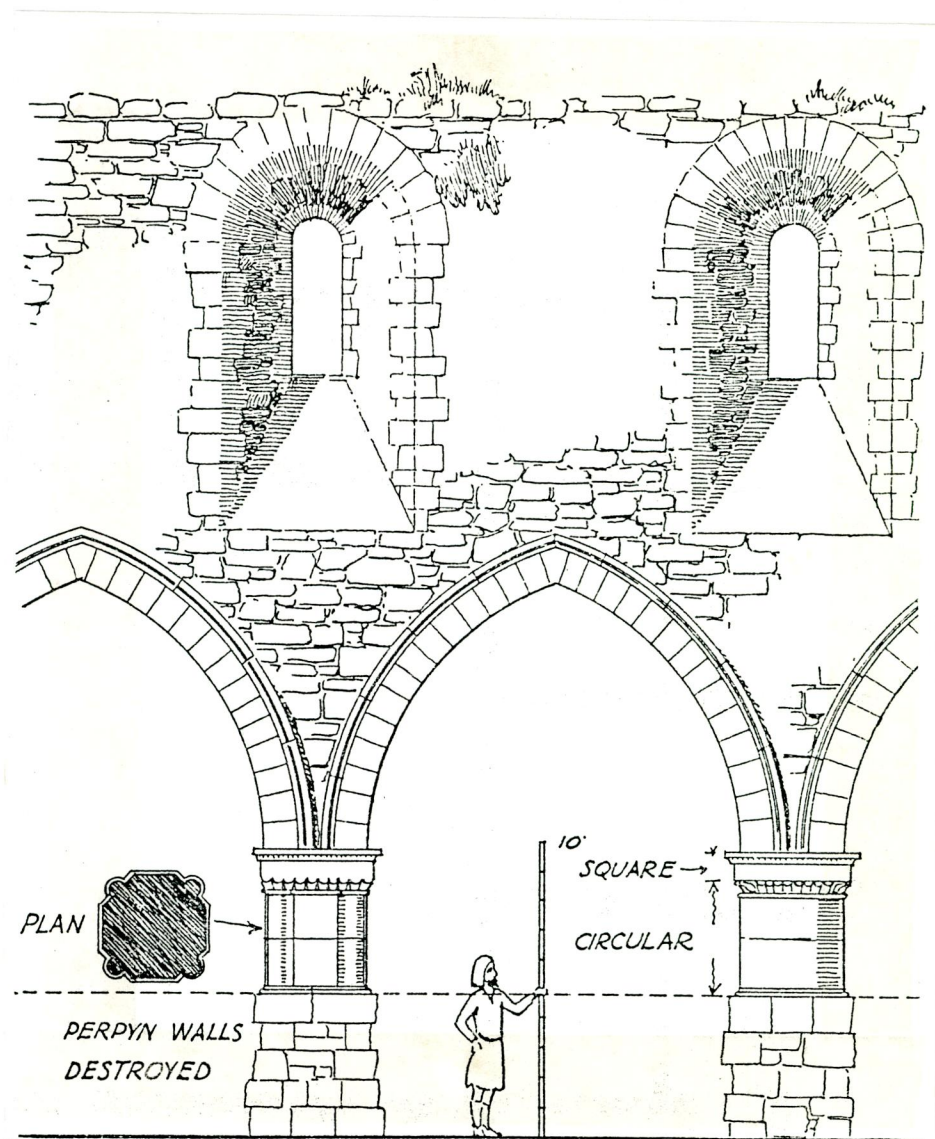 10'
SQUARE
PLAN
CIRCULAR
PERPYN WALLS
DESTROYED